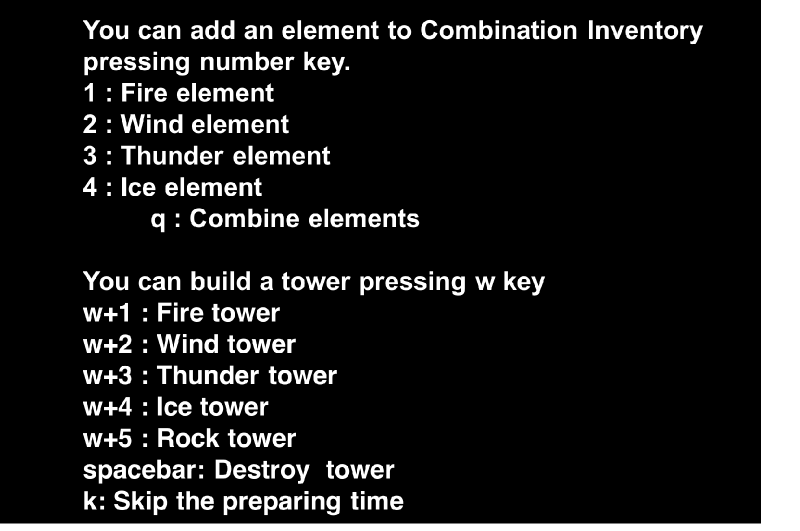 You can add an element to Combination Inventory
pressing number key.
1 : Fire element
2 : Wind element
3 : Thunder element
4 : Ice element
q : Combine elements
You can build a tower pressing w key
w+1 : Fire tower
w+2 : Wind tower
w+3 : Thunder tower
w+4 : Ice tower
w+5 : Rock tower
spacebar: Destroy  tower
k: Skip the preparing time